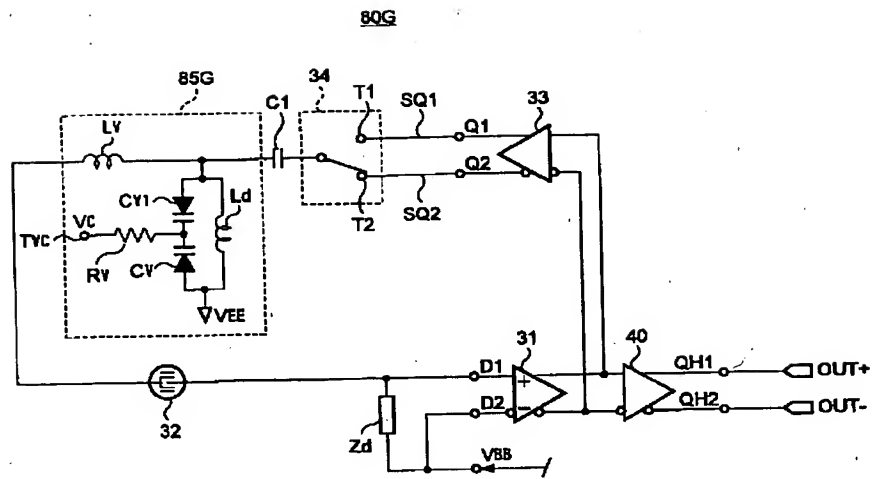 80G
85G
34
C1
T1
SQ1
Q1
33
LV
CV1
Ld
Q2
T2
SQ2
VC
TVC
RV
CV
VEE
31
40
D1
QH1
OUT+
D2
QH2
OUT-
32
Zd
VBB